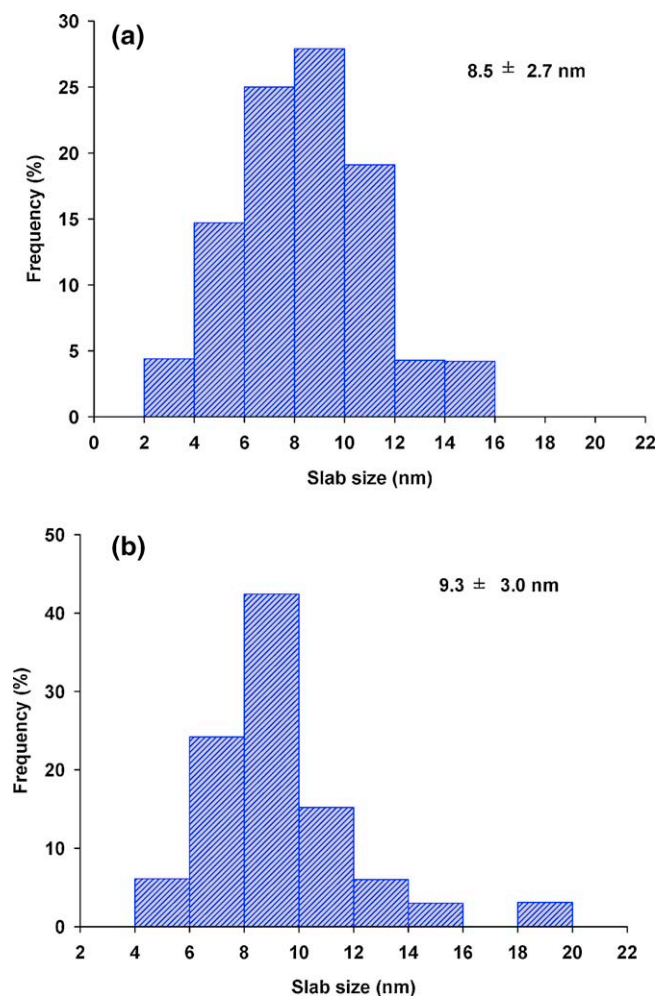 (a)
8.5 ± 2.7 nm
Frequency (%)
30
25
20
15
10
5
0
0 2 4 6 8 10 12 14 16 18 20 22
Slab size (nm)
(b)
9.3 ± 3.0 nm
Frequency (%)
50
40
30
20
10
0
2 4 6 8 10 12 14 16 18 20 22
Slab size (nm)